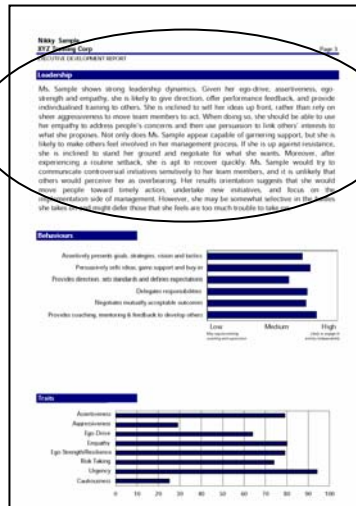 Nikky Sample
XYZ Training Corp Page 3
EXECUTIVE DEVELOPMENT REPORT
Leadership
Ms. Sample shows strong leadership dynamics. Given her ego-drive, assertiveness, ego-
strength and empathy, she is likely to give direction, offer performance feedback, and provide
individualised training to others. She is inclined to sell her ideas up front, rather than rely on
sheer aggressiveness to move team members to act. When doing so, she should be able to use
her empathy to address people's concerns and then use persuasion to link others' interests to
what she proposes. Not only does Ms. Sample appear capable of garnering support, but she is
likely to make others feel involved in her management process. If she is up against resistance,
she is inclined to stand her ground and negotiate for what she wants. Moreover, after
experiencing a routine setback, she is apt to recover quickly. Ms. Sample would try to
communicate controversial initiatives sensitively to her team members, and it is unlikely that
others would perceive her as overbearing. Her results orientation suggests that she would
move people toward timely action, undertake new initiatives, and focus on the
implementation side of management. However, she may be somewhat selective in the
she takes on and might defer those that she feels are too much trouble to take
Behaviours
Assertively presents goals, strategies, vision and tactics
Persuasively sells ideas, gains support and buy-in
Provides direction, sets standards and defines expectations
Delegates responsibilities
Negotiates mutually acceptable outcomes
Provides coaching, mentoring & feedback to develop others
Low Medium High
Traits
Assertiveness
Aggressiveness
Ego-Drive
Empathy
Ego-Strength/Resilience
Risk Taking
Urgency
Cautiousness
0 10 20 30 40 50 60 70 80 90 100